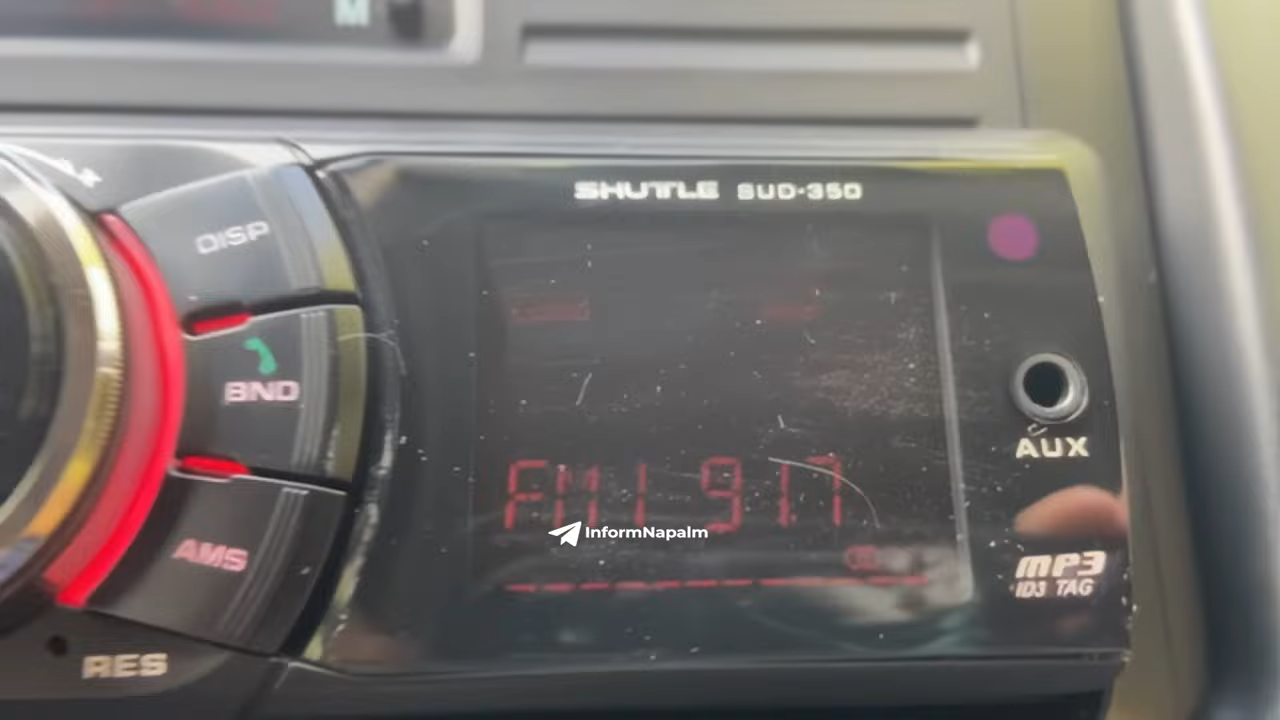 M
SHUTTLE SUD-350
DISP
BND
AUX
FM1 91.7
InformNapalm
AMS
MP3
ID3 TAG
RES